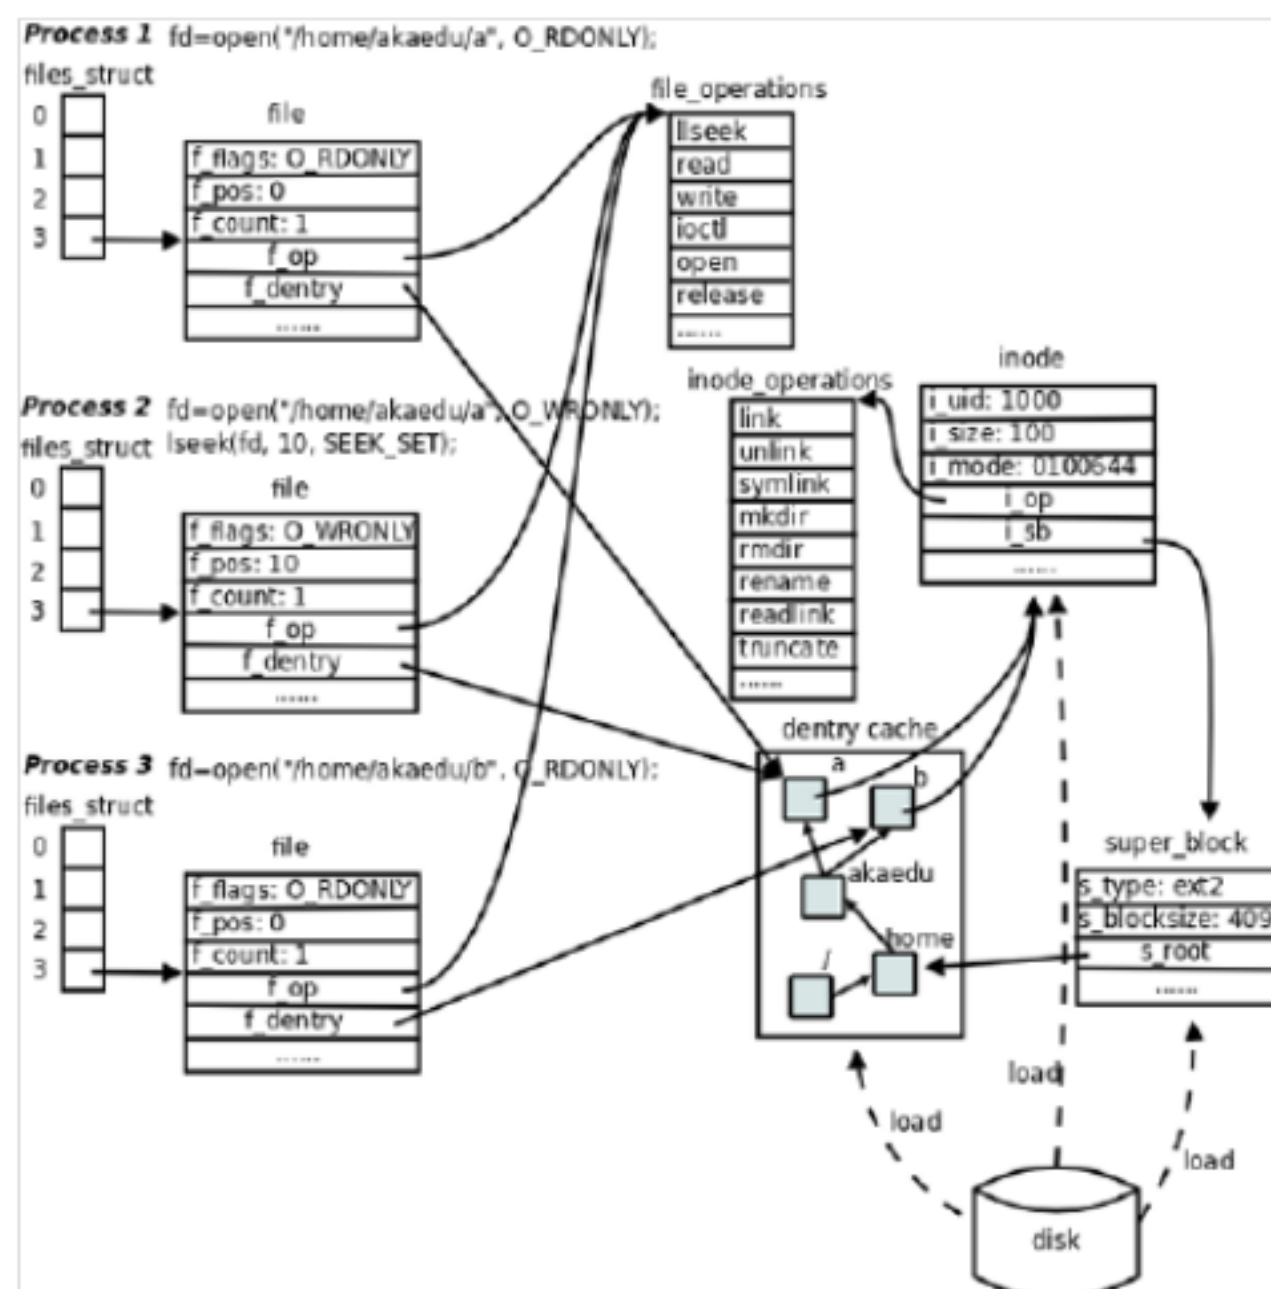 Process 1 fd=open("/home/akaedu/a", O_RDONLY);
files_struct
0
1
2
3
file
f_flags: O_RDONLY
f_pos: 0
f_count: 1
f_op
f_dentry
......
file_operations
llseek
read
write
ioctl
open
release
......
Process 2 fd=open("/home/akaedu/a", O_WRONLY);
lseek(fd, 10, SEEK_SET);
files_struct
0
1
2
3
file
f_flags: O_WRONLY
f_pos: 10
f_count: 1
f_op
f_dentry
......
inode_operations
link
unlink
symlink
mkdir
rmdir
rename
readlink
truncate
......
inode
i_uid: 1000
i_size: 100
i_mode: 0100644
i_op
i_sb
......
Process 3 fd=open("/home/akaedu/b", O_RDONLY);
files_struct
0
1
2
3
file
f_flags: O_RDONLY
f_pos: 0
f_count: 1
f_op
f_dentry
......
dentry cache
a
b
akaedu
home
/
super_block
s_type: ext2
s_blocksize: 409
s_root
......
load
load
load
disk